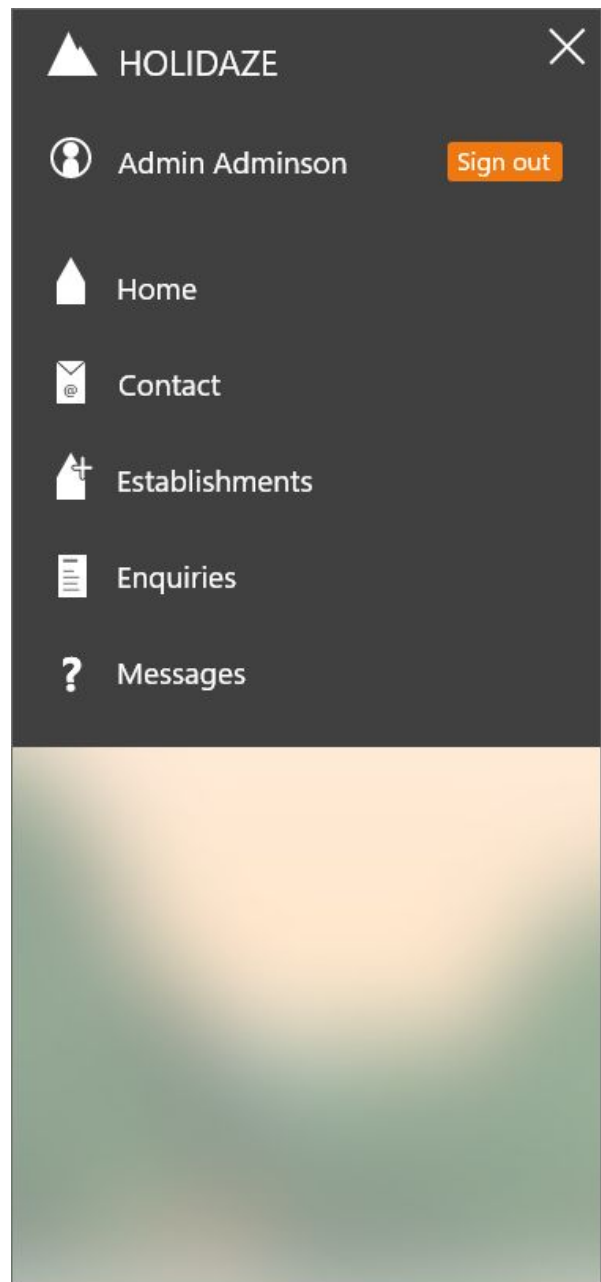 HOLIDAZE
Admin Adminson Sign out
Home
@
Contact
Establishments
Enquiries
? Messages